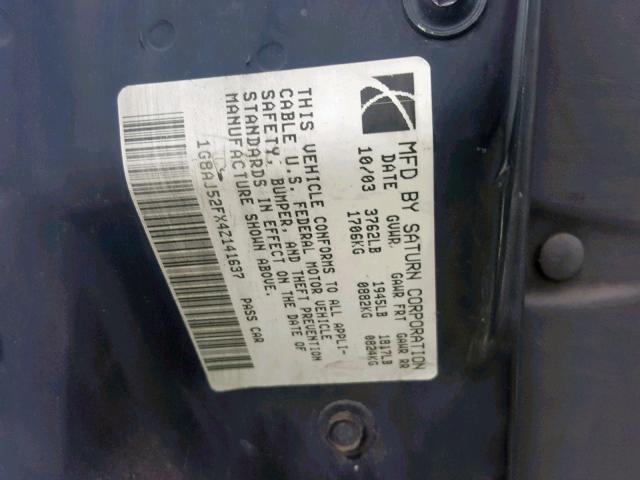 MFD BY SATURN CORPORATION
DATE GVWR. GAWR FRT GAWR RR
10/03 3762LB 1945LB 1817LB
1706KG 0882KG 0824KG
THIS VEHICLE CONFORMS TO ALL APPLI-
CABLE U.S. FEDERAL MOTOR VEHICLE
SAFETY, BUMPER, AND THEFT PREVENTION
STANDARDS IN EFFECT ON THE DATE OF
MANUFACTURE SHOWN ABOVE.
1G8AJ52FX4Z141637 PASS CAR